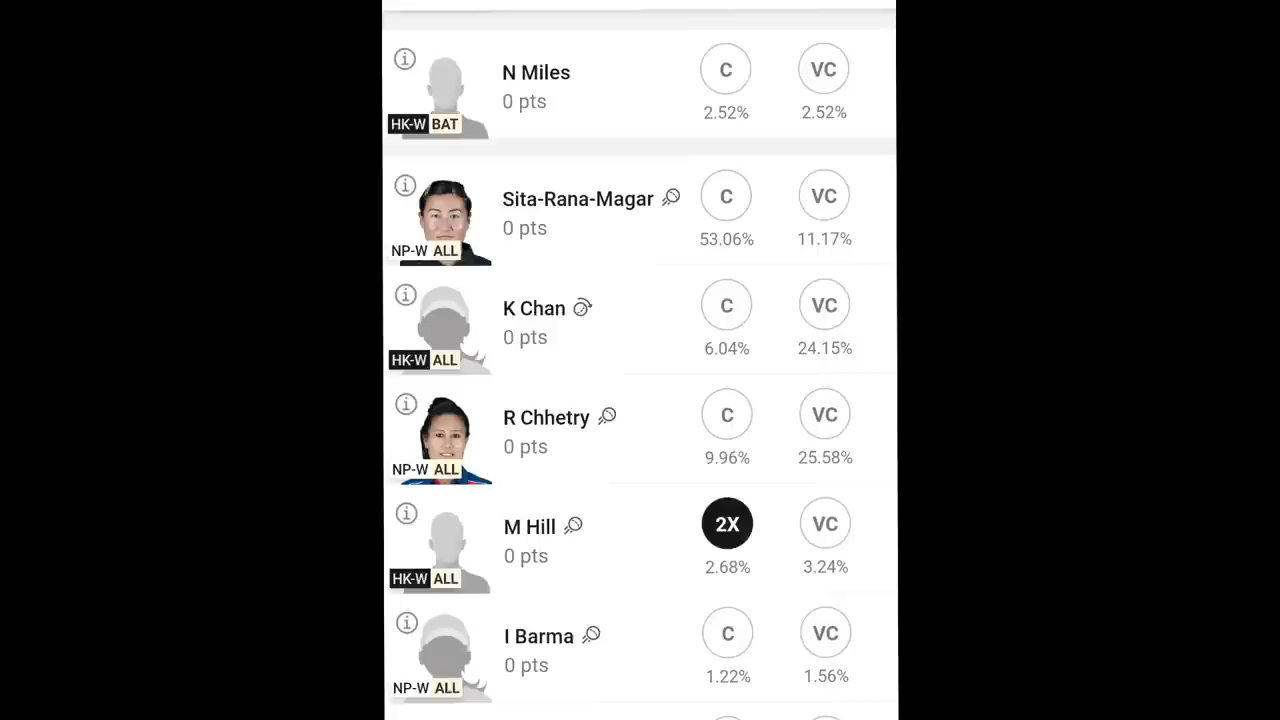 N Miles C VC
0 pts
HK-W BAT 2.52% 2.52%
Sita-Rana-Magar C VC
0 pts
NP-W ALL 53.06% 11.17%
K Chan C VC
0 pts
HK-W ALL 6.04% 24.15%
R Chhetry C VC
0 pts
NP-W ALL 9.96% 25.58%
M Hill 2X VC
0 pts
HK-W ALL 2.68% 3.24%
I Barma C VC
0 pts
NP-W ALL 1.22% 1.56%